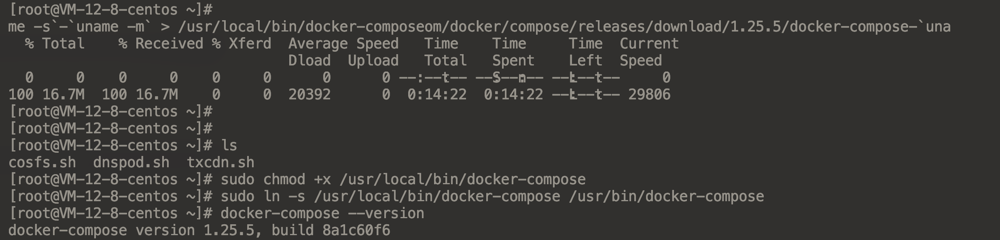 [root@VM-12-8-centos ~]#
me -s`-`uname -m` > /usr/local/bin/docker-composeom/docker/compose/releases/download/1.25.5/docker-compose-`una
  % Total    % Received % Xferd  Average Speed   Time    Time     Time  Current
                                 Dload  Upload   Total   Spent    Left  Speed
  0     0    0     0    0     0      0      0 --:--t-- --S--n-- --L--t--     0
100 16.7M  100 16.7M    0     0  20392      0  0:14:22  0:14:22 --L--t-- 29806
[root@VM-12-8-centos ~]#
[root@VM-12-8-centos ~]#
[root@VM-12-8-centos ~]# ls
cosfs.sh  dnspod.sh  txcdn.sh
[root@VM-12-8-centos ~]# sudo chmod +x /usr/local/bin/docker-compose
[root@VM-12-8-centos ~]# sudo ln -s /usr/local/bin/docker-compose /usr/bin/docker-compose
[root@VM-12-8-centos ~]# docker-compose --version
docker-compose version 1.25.5, build 8a1c60f6